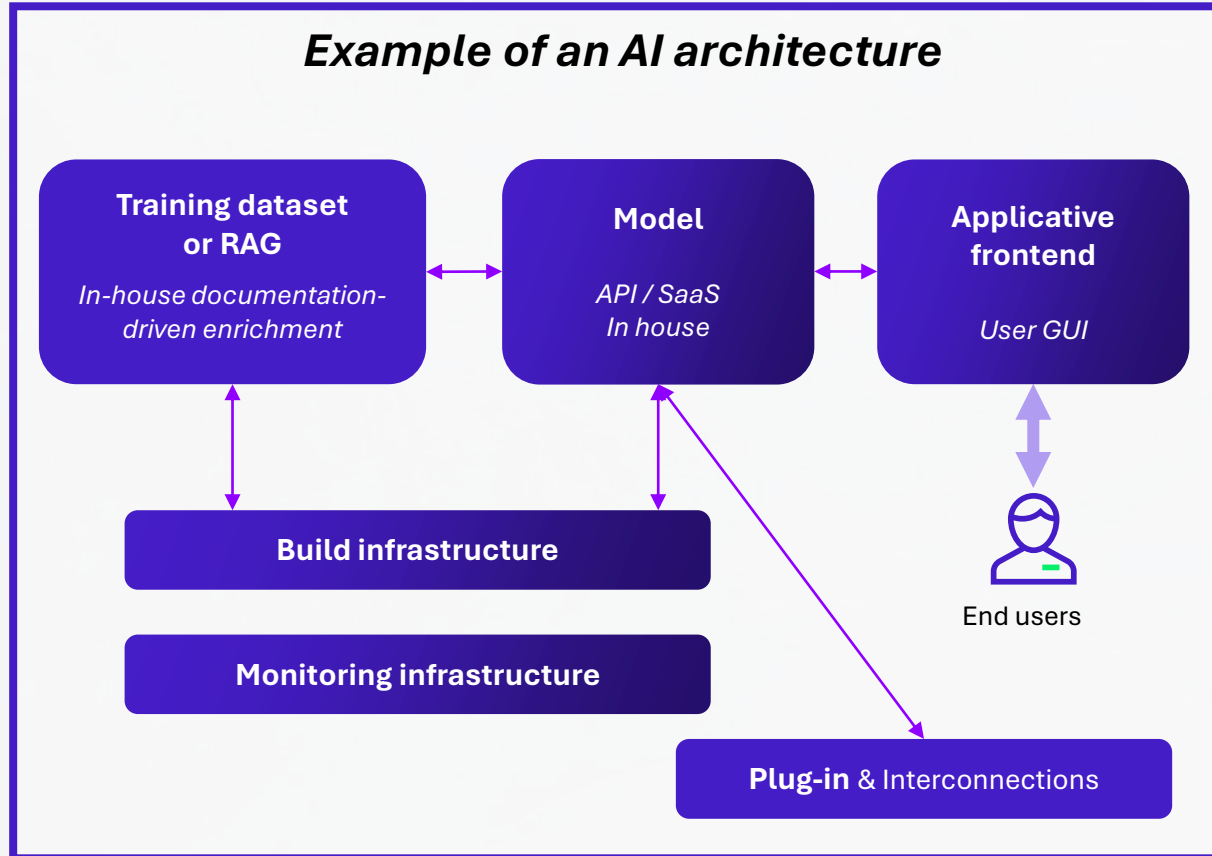 Example of an AI architecture
Training dataset
or RAG
In-house documentation-
driven enrichment
Model
API / SaaS
In house
Applicative
frontend
User GUI
Build infrastructure
End users
Monitoring infrastructure
Plug-in & Interconnections